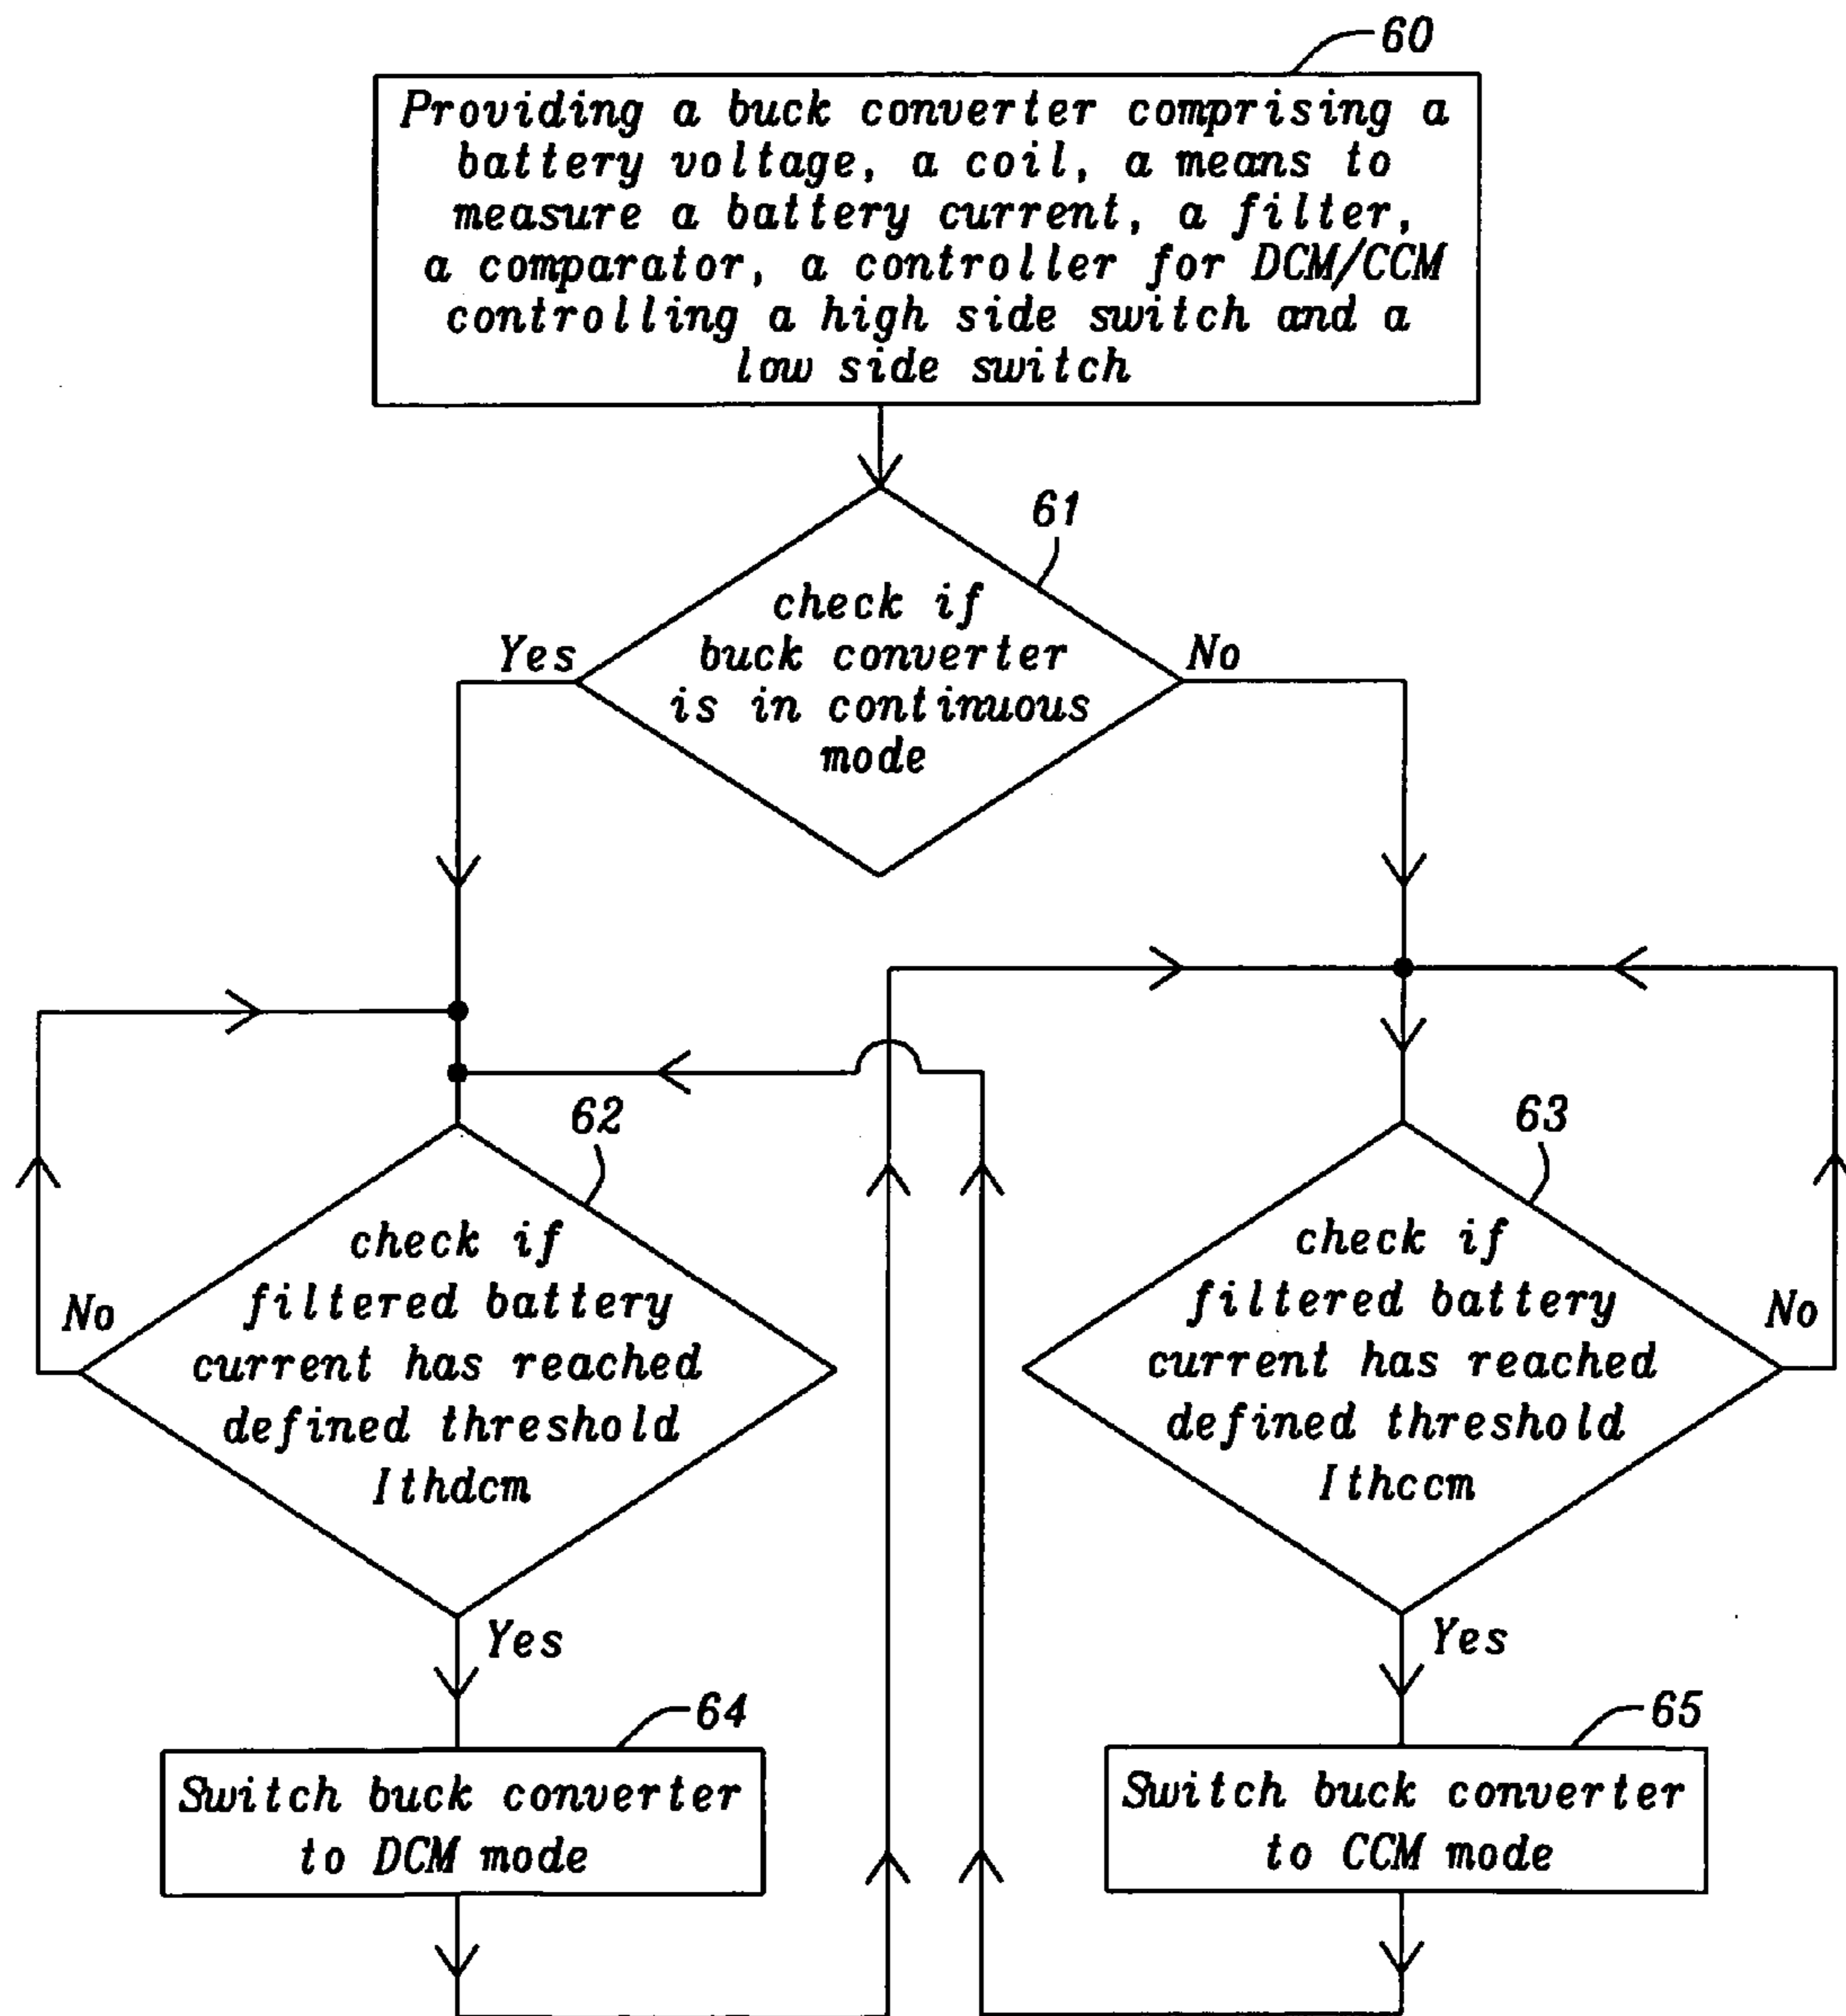 60
Providing a buck converter comprising a
battery voltage, a coil, a means to
measure a battery current, a filter,
a comparator, a controller for DCM/CCM
controlling a high side switch and a
low side switch
61
check if
buck converter
is in continuous
mode
Yes
No
62
check if
filtered battery
current has reached
defined threshold
Ithdcm
No
Yes
63
check if
filtered battery
current has reached
defined threshold
Ithccm
No
Yes
64
Switch buck converter
to DCM mode
65
Switch buck converter
to CCM mode